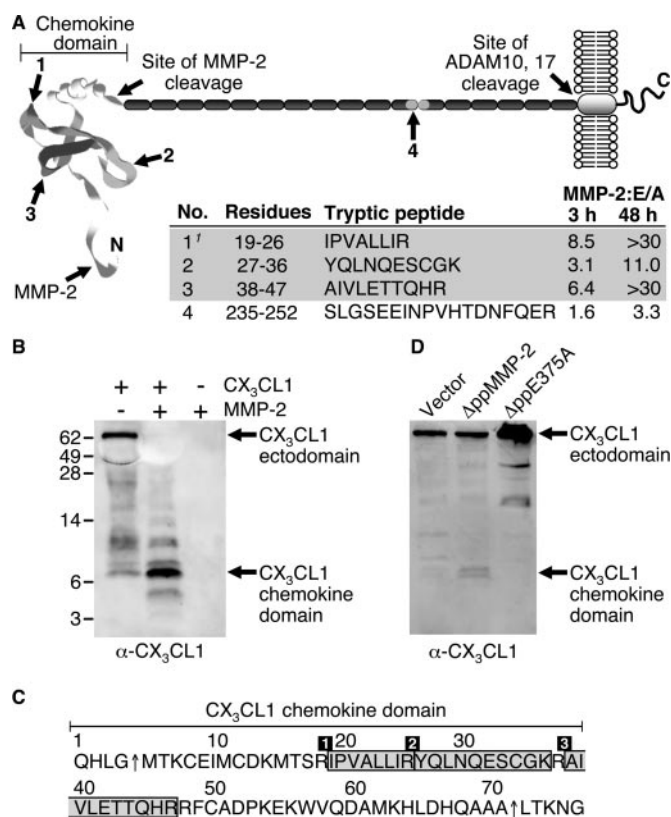 A
Chemokine
domain
Site of MMP-2
cleavage
Site of
ADAM10, 17
cleavage
C
1
2
3
4
N
MMP-2
MMP-2:E/A
No. Residues Tryptic peptide 3 h 48 h
1¹ 19-26 IPVALLIR 8.5 >30
2 27-36 YQLNQESCGK 3.1 11.0
3 38-47 AIVLETTQHR 6.4 >30
4 235-252 SLGSEEINPVHTDNFQER 1.6 3.3
B
+ + - CX₃CL1
- + + MMP-2
62
49
28
14
6
3
CX₃CL1
ectodomain
CX₃CL1
chemokine
domain
α-CX₃CL1
D
Vector
ΔppMMP-2
ΔppE375A
CX₃CL1
ectodomain
CX₃CL1
chemokine
domain
α-CX₃CL1
C
CX₃CL1 chemokine domain
1 10 1 20 2 30 3
QHLG↑MTKCEIMCDKMTSRIPVALLIRYQLNQESCGKRAI
40 50 60 70
VLETTQHRRFCADPKEKWVQDAMKHLDHQAAA↑LTKNG